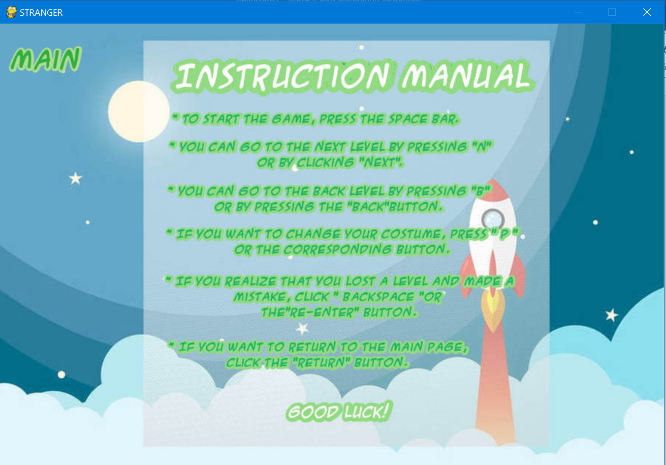 STRANGER
MAIN
INSTRUCTION MANUAL
* TO START THE GAME, PRESS THE SPACE BAR.
* YOU CAN GO TO THE NEXT LEVEL BY PRESSING "N"
OR BY CLICKING "NEXT".
* YOU CAN GO TO THE BACK LEVEL BY PRESSING "B"
OR BY PRESSING THE "BACK"BUTTON.
* IF YOU WANT TO CHANGE YOUR COSTUME, PRESS " P "
OR THE CORRESPONDING BUTTON.
* IF YOU REALIZE THAT YOU LOST A LEVEL AND MADE A
MISTAKE, CLICK " BACKSPACE "OR
THE"RE-ENTER" BUTTON.
* IF YOU WANT TO RETURN TO THE MAIN PAGE,
CLICK THE "RETURN" BUTTON.
GOOD LUCK!